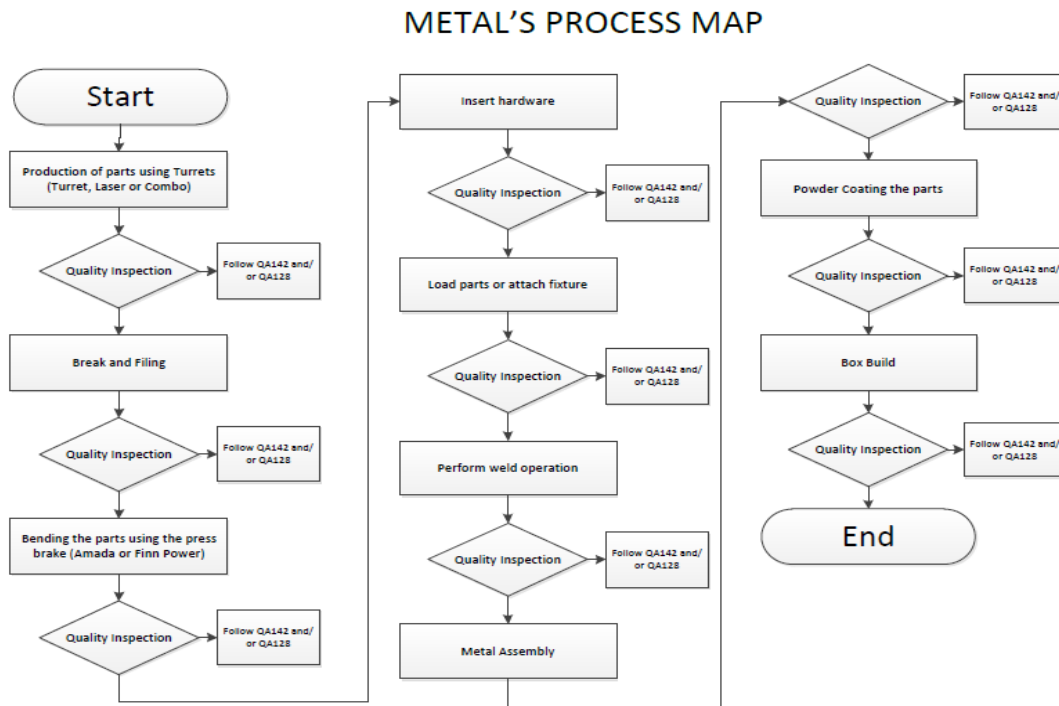 METAL'S PROCESS MAP
Start
Production of parts using Turrets
(Turret, Laser or Combo)
Quality Inspection
Follow QA142 and/
or QA128
Break and Filing
Quality Inspection
Follow QA142 and/
or QA128
Bending the parts using the press
brake (Amada or Finn Power)
Quality Inspection
Follow QA142 and/
or QA128
Insert hardware
Quality Inspection
Follow QA142 and/
or QA128
Load parts or attach fixture
Quality Inspection
Follow QA142 and/
or QA128
Perform weld operation
Quality Inspection
Follow QA142 and/
or QA128
Metal Assembly
Quality Inspection
Follow QA142 and/
or QA128
Powder Coating the parts
Quality Inspection
Follow QA142 and/
or QA128
Box Build
Quality Inspection
Follow QA142 and/
or QA128
End